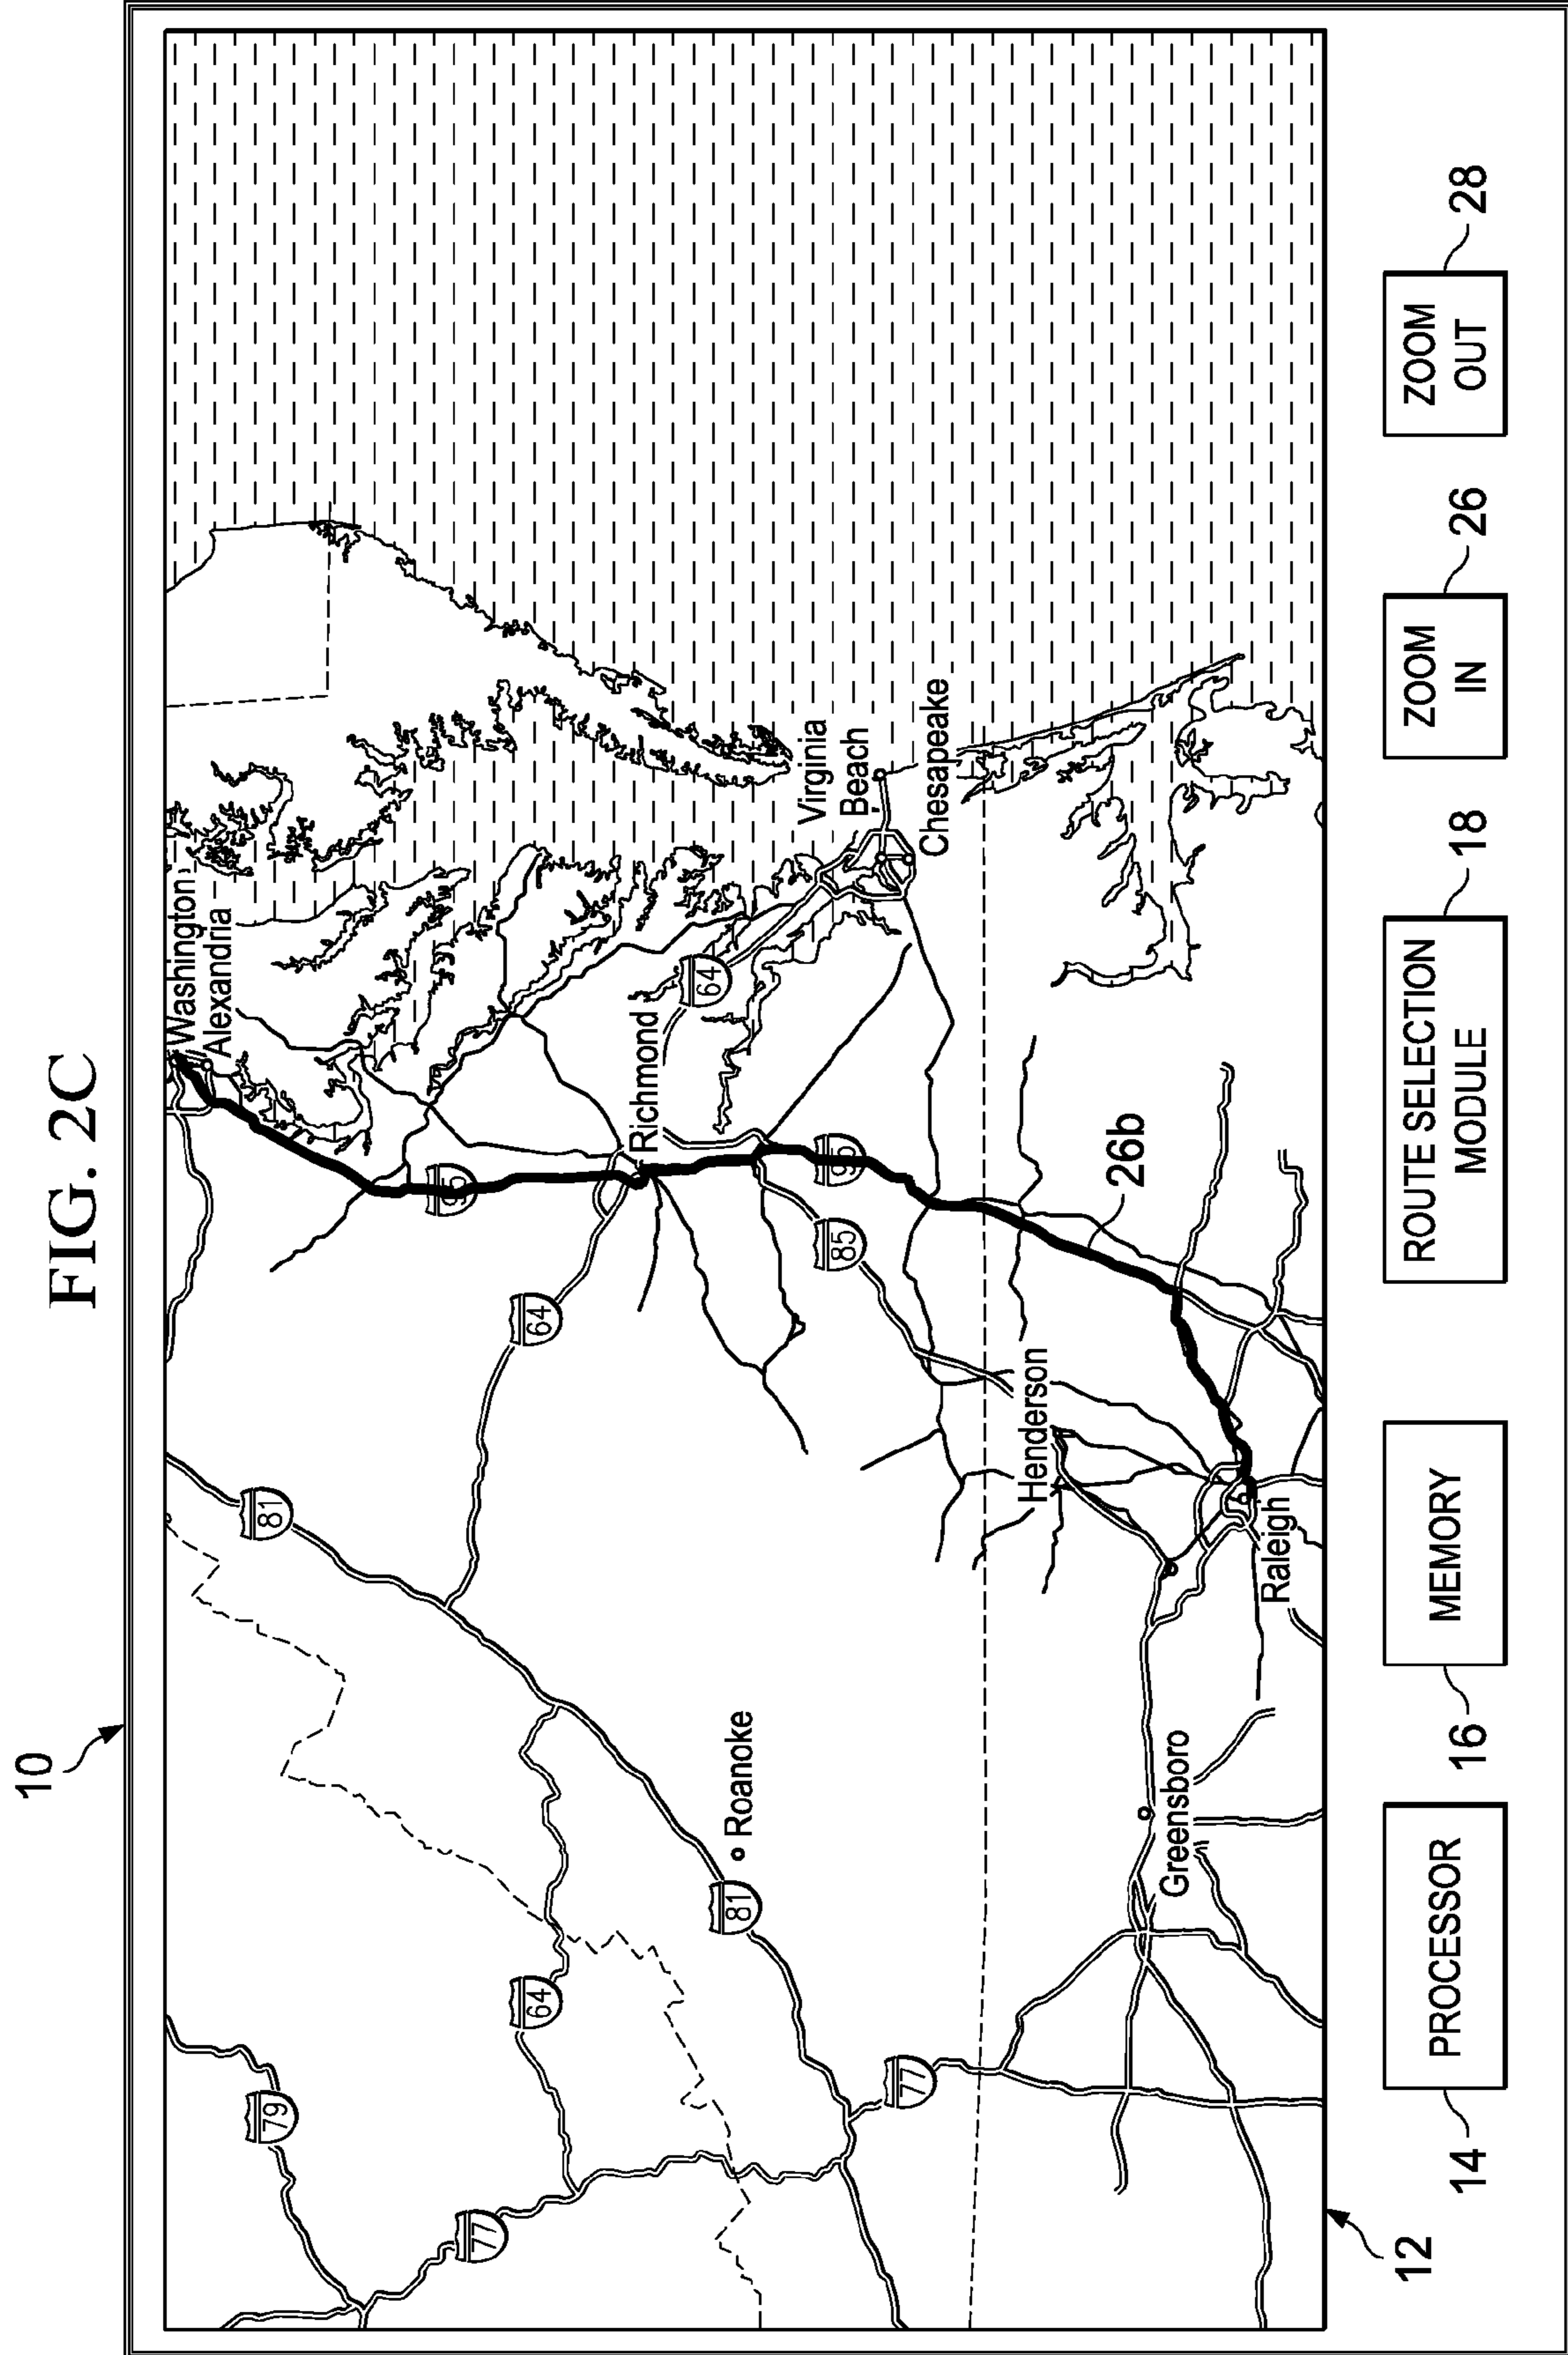 FIG. 2C
10
Washington
Alexandria
79
81
95
77
64
64
Richmond
64
Roanoke
81
Virginia
Beach
85
95
77
Chesapeake
Henderson
26b
Greensboro
Raleigh
12
PROCESSOR
MEMORY
ROUTE SELECTION
MODULE
ZOOM
IN
ZOOM
OUT
14
16
18
26
28